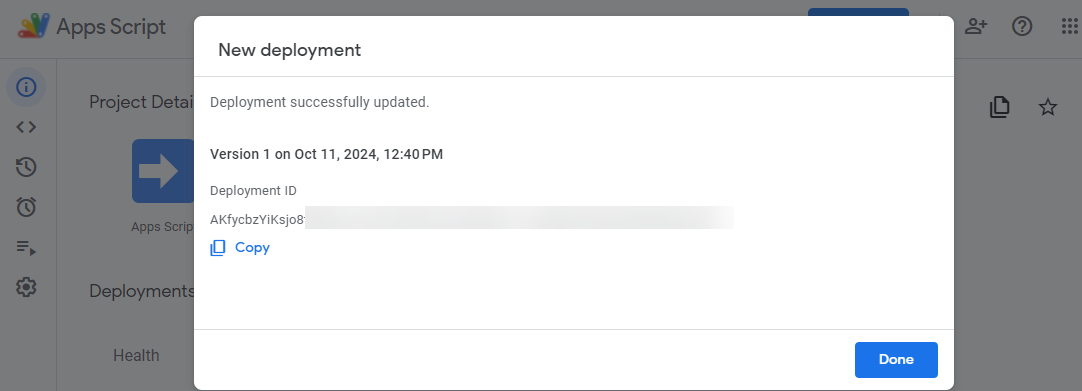 Apps Script
New deployment
Project Detai
Deployment successfully updated.
Version 1 on Oct 11, 2024, 12:40 PM
Deployment ID
AKfycbzYiKsjo8
Apps Scrip
Copy
Deployments
Health
Done